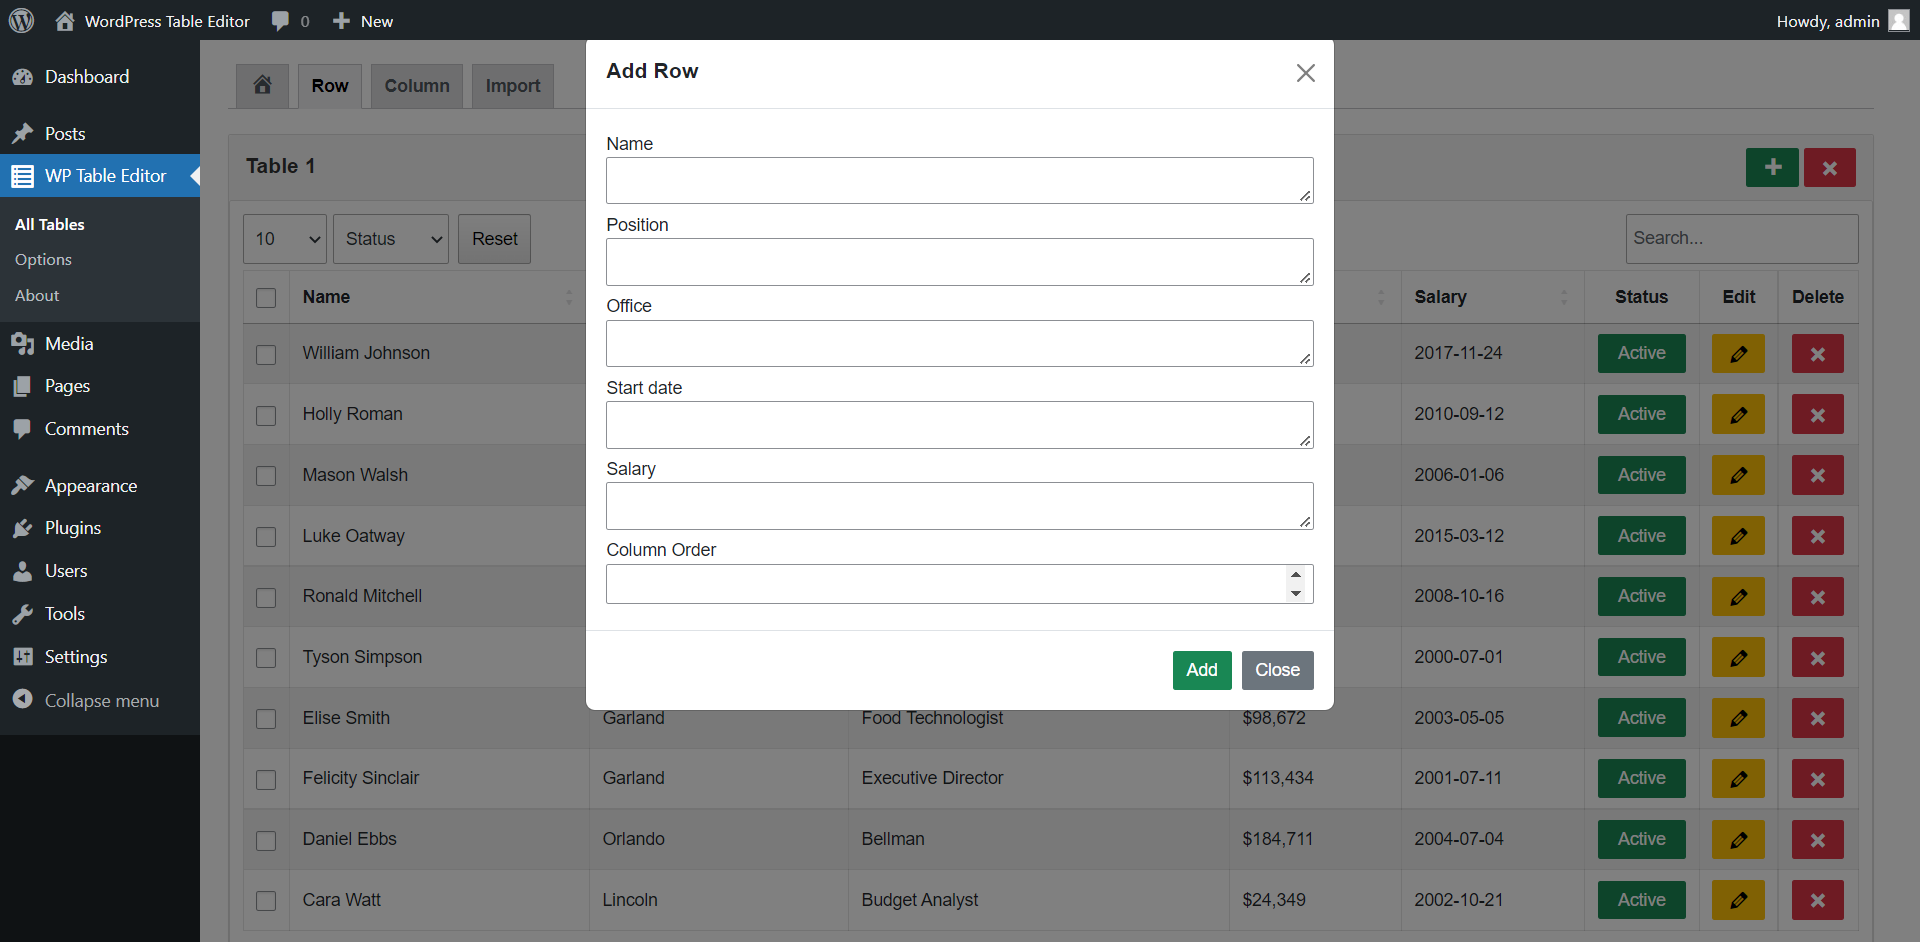 WordPress Table Editor 0 New Howdy, admin
Dashboard
Posts
WP Table Editor
All Tables
Options
About
Media
Pages
Comments
Appearance
Plugins
Users
Tools
Settings
Collapse menu
Row Column Import
Table 1
10 Status Reset Search...
Name Salary Status Edit Delete
William Johnson 2017-11-24 Active
Holly Roman 2010-09-12 Active
Mason Walsh 2006-01-06 Active
Luke Oatway 2015-03-12 Active
Ronald Mitchell 2008-10-16 Active
Tyson Simpson 2000-07-01 Active
Elise Smith Garland Food Technologist $98,672 2003-05-05 Active
Felicity Sinclair Garland Executive Director $113,434 2001-07-11 Active
Daniel Ebbs Orlando Bellman $184,711 2004-07-04 Active
Cara Watt Lincoln Budget Analyst $24,349 2002-10-21 Active
Add Row
Name
Position
Office
Start date
Salary
Column Order
Add Close